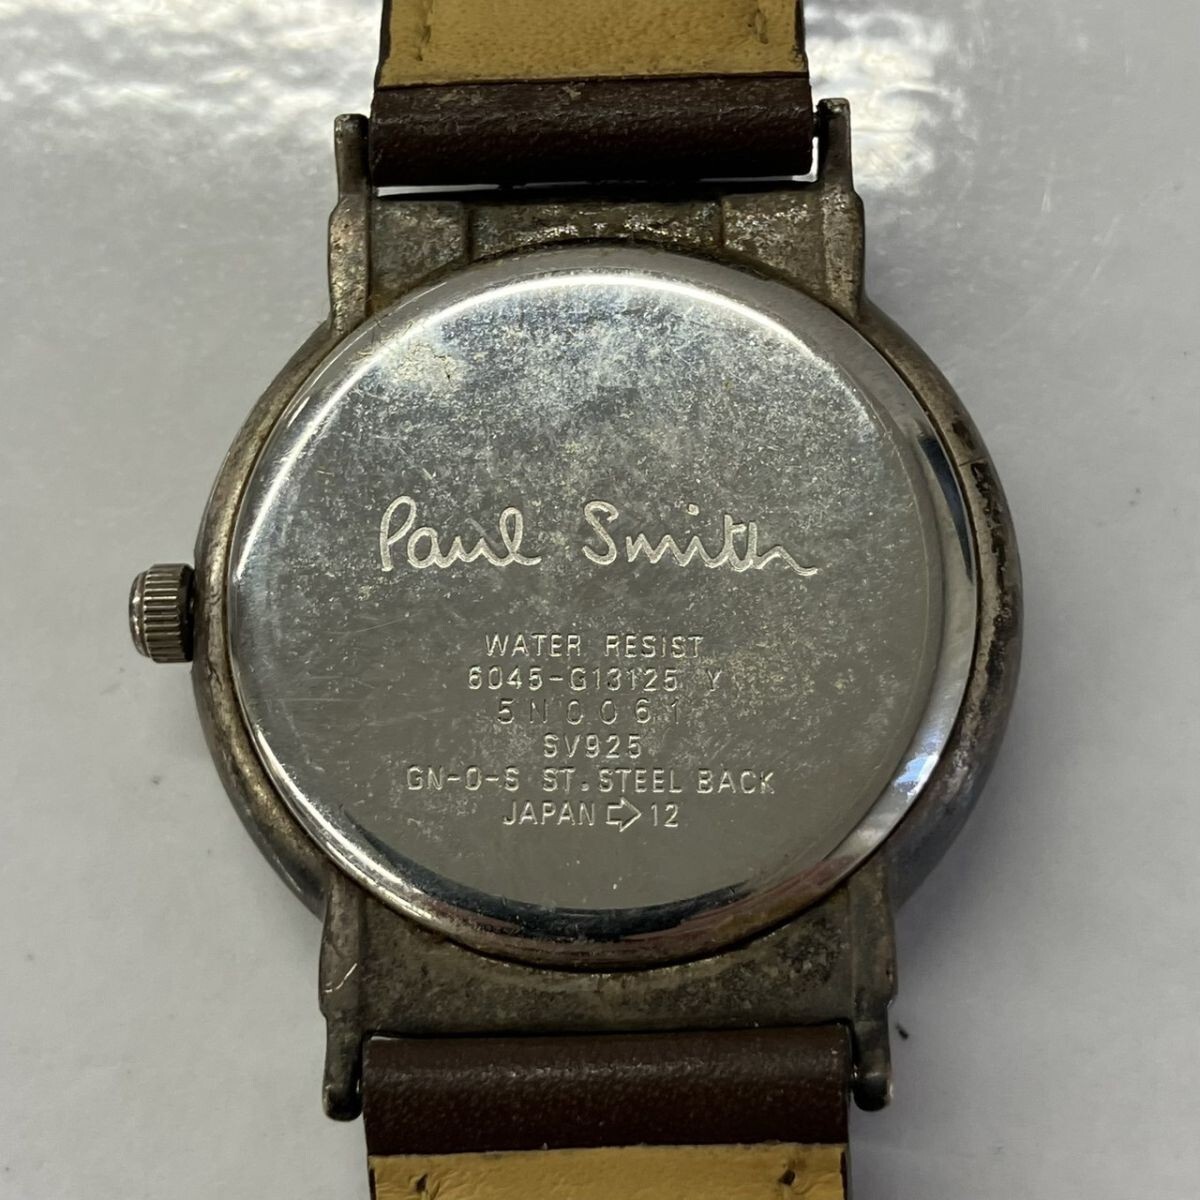 Paul Smith
WATER RESIST
6045-G13125 Y
5N0061
SV925
GN-0-S ST.STEEL BACK
JAPAN ⇨ 12